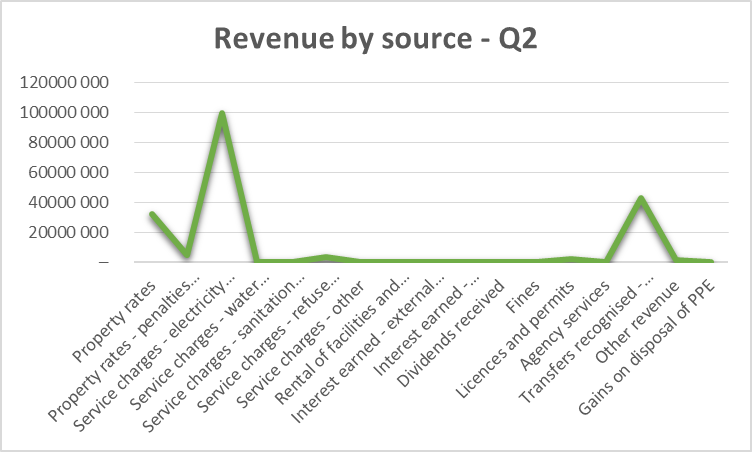 Revenue by source - Q2
120000 000
100000 000
80000 000
60000 000
40000 000
20000 000
–
Property rates
Property rates - penalties...
Service charges - electricity...
Service charges - water...
Service charges - sanitation...
Service charges - refuse...
Service charges - other
Rental of facilities and...
Interest earned - external...
Interest earned -...
Dividends received
Fines
Licences and permits
Agency services
Transfers recognised -...
Other revenue
Gains on disposal of PPE